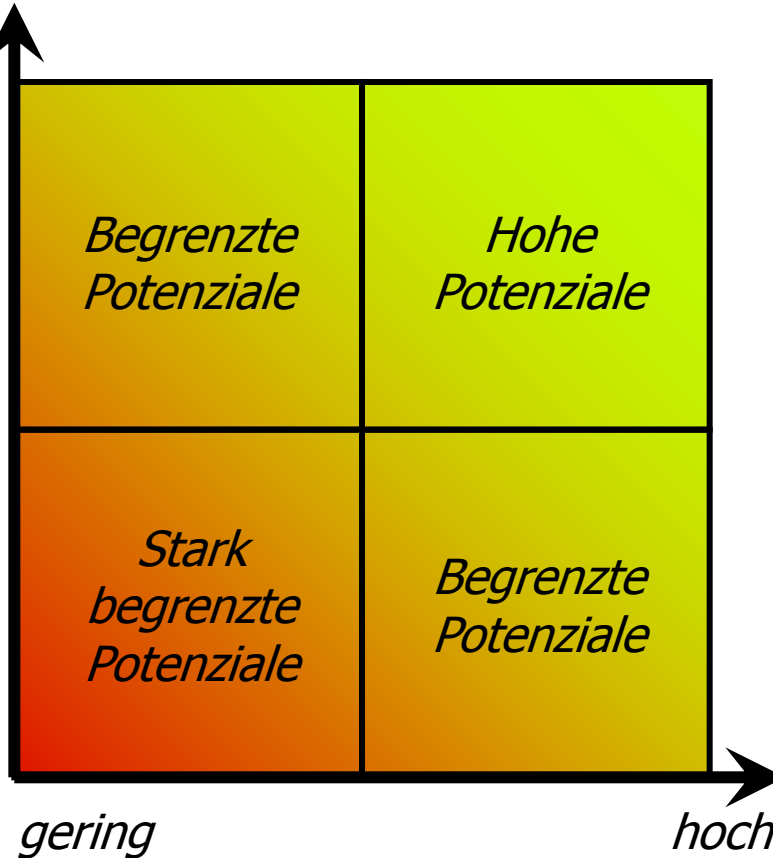 Begrenzte
Potenziale
Hohe
Potenziale
Stark
begrenzte
Potenziale
Begrenzte
Potenziale
gering
hoch